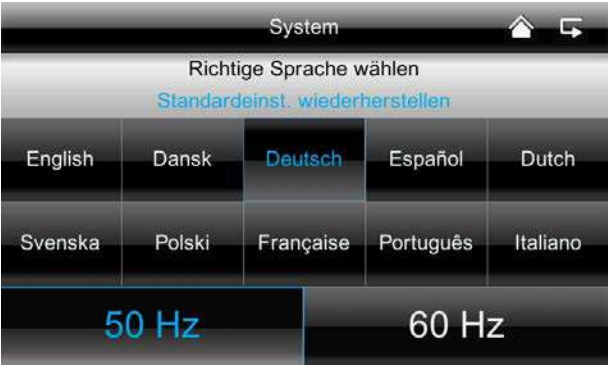 System
Richtige Sprache wählen
Standardeinst. wiederherstellen
English Dansk Deutsch Español Dutch
Svenska Polski Française Português Italiano
50 Hz 60 Hz